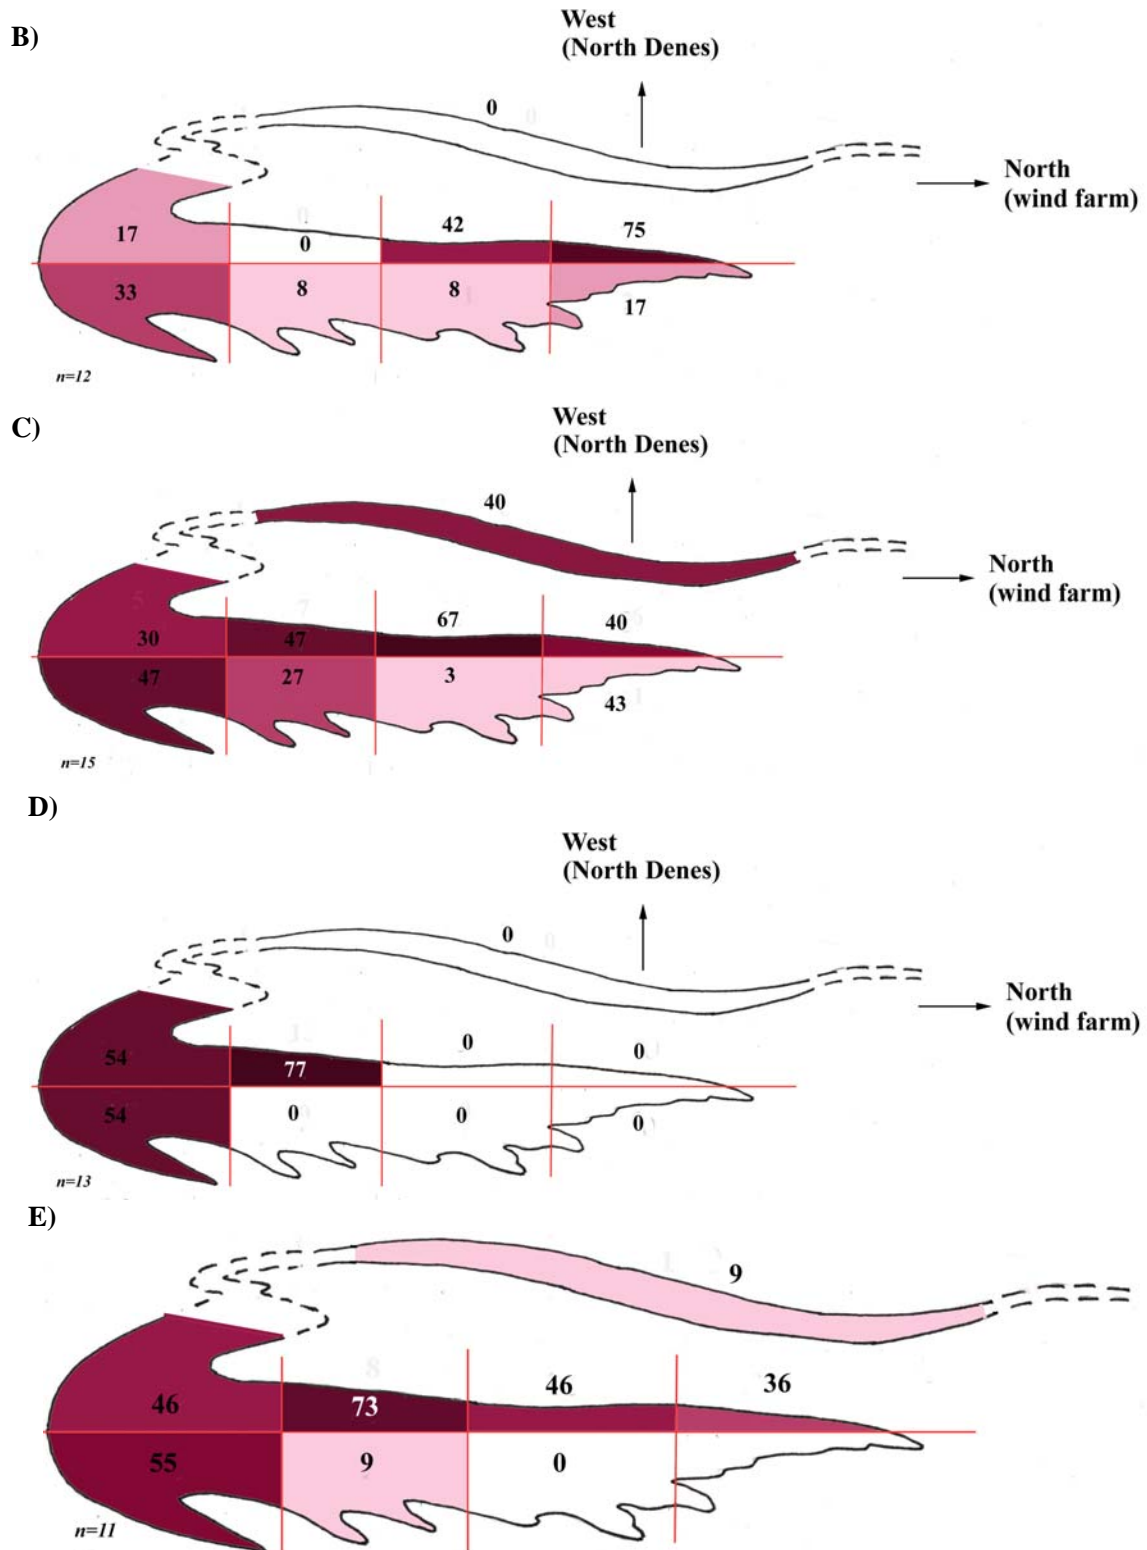 B)
West
(North Denes)
0
North
(wind farm)
17
0
42
75
33
8
8
17
n=12
C)
West
(North Denes)
40
North
(wind farm)
30
47
67
40
47
27
3
43
n=15
D)
West
(North Denes)
0
North
(wind farm)
54
77
0
0
54
0
0
0
n=13
E)
9
46
73
46
36
55
9
0
n=11